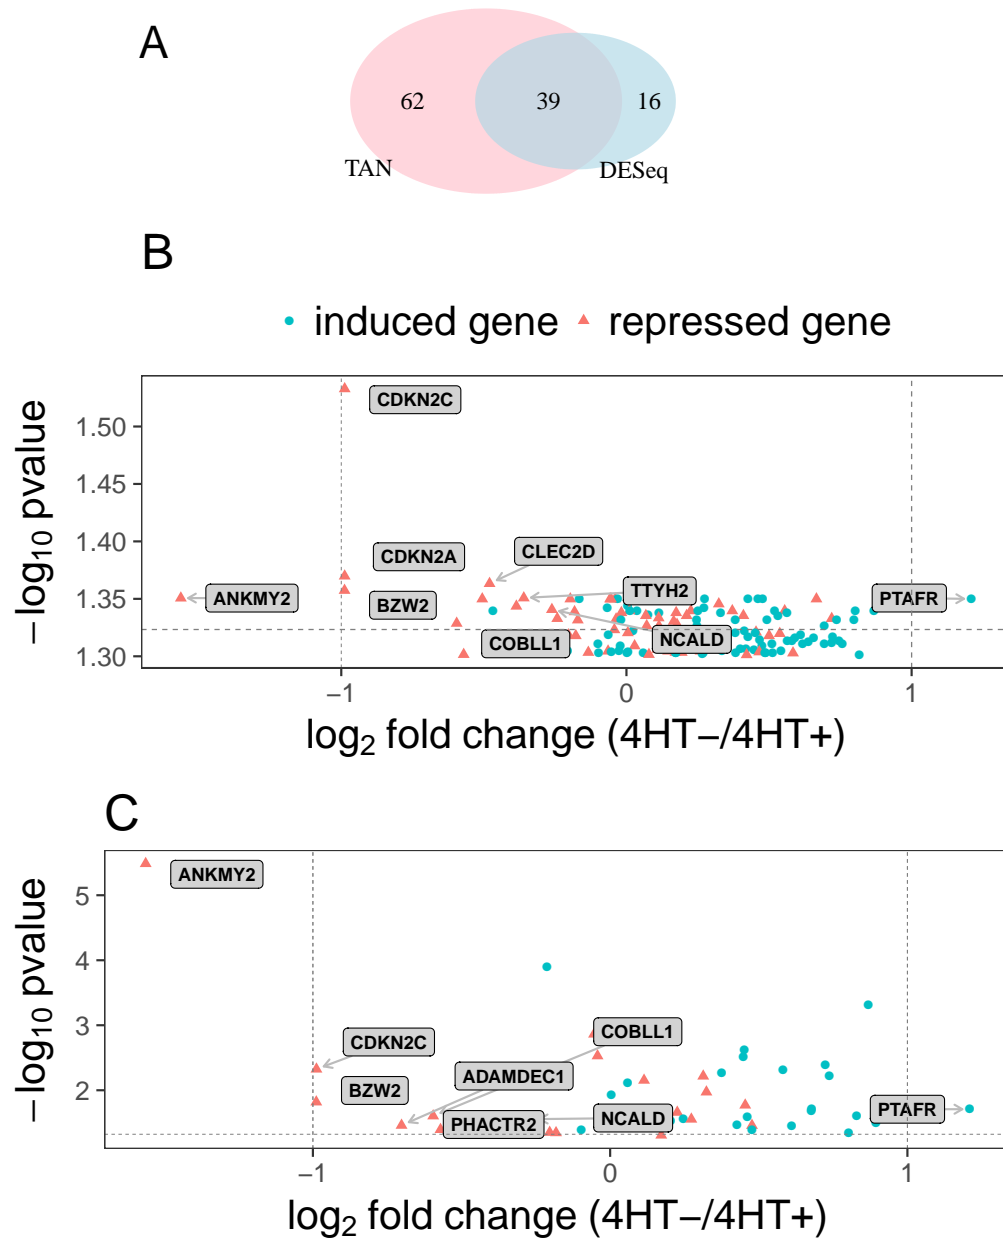 A
62 39 16
TAN DESeq
B
induced gene repressed gene
− log10 pvalue
1.50
1.45
1.40
1.35
1.30
CDKN2C
CDKN2A
CLEC2D
ANKMY2
BZW2
TTYH2
PTAFR
COBLL1
NCALD
−1 0 1
log2 fold change (4HT−/4HT+)
C
− log10 pvalue
5
4
3
2
ANKMY2
CDKN2C
COBLL1
BZW2
ADAMDEC1
PHACTR2
NCALD
PTAFR
−1 0 1
log2 fold change (4HT−/4HT+)